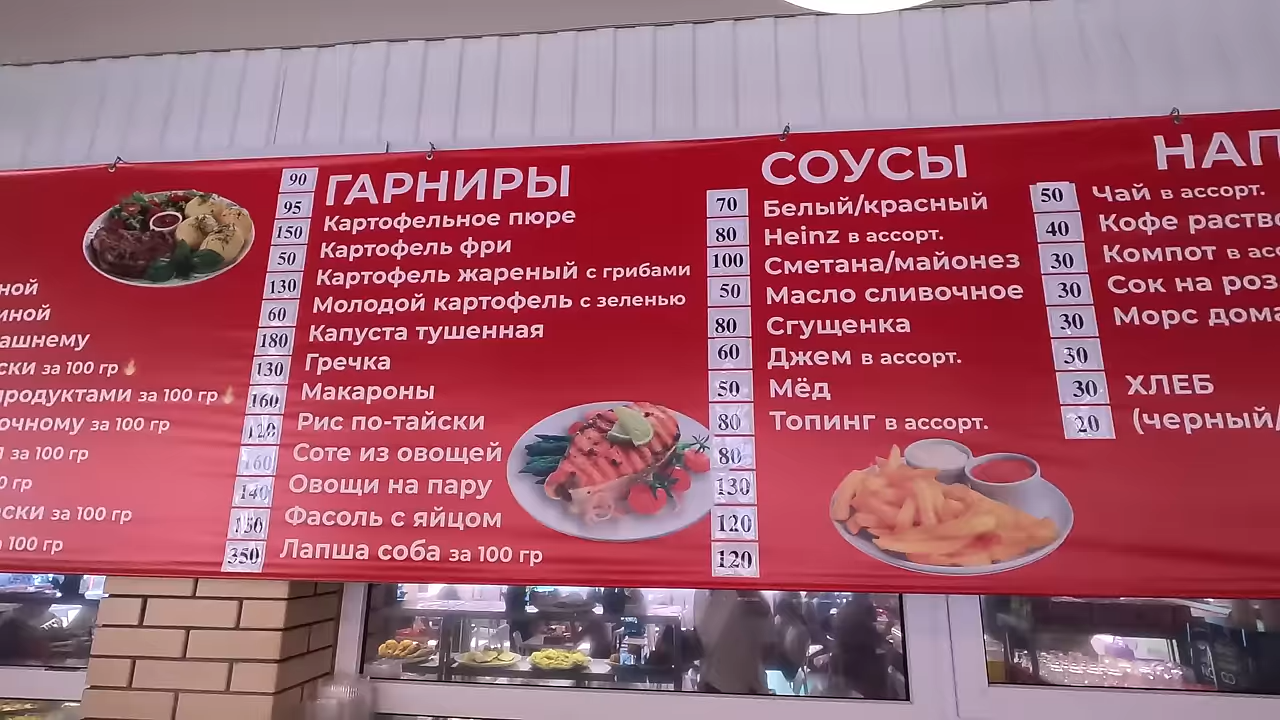 ной
иной
ашнему
ски за 100 гр
продуктами за 100 гр
очному за 100 гр
за 100 гр
0 гр
ски за 100 гр
100 гр
90
95
150
50
130
60
180
130
160
120
160
140
350
ГАРНИРЫ
Картофельное пюре 70
Картофель фри 80
Картофель жареный с грибами 100
Молодой картофель с зеленью 50
Капуста тушенная 80
Гречка 60
Макароны 50
Рис по-тайски 80
Соте из овощей 80
Овощи на пару 130
Фасоль с яйцом 120
Лапша соба за 100 гр 120
СОУСЫ
Белый/красный 50
Heinz в ассорт. 40
Сметана/майонез 30
Масло сливочное 30
Сгущенка 30
Джем в ассорт. 30
Мёд 30
Топинг в ассорт. 20
НАП
Чай в ассорт.
Кофе раство
Компот в асс
Сок на роз
Морс дома
ХЛЕБ
(черный/